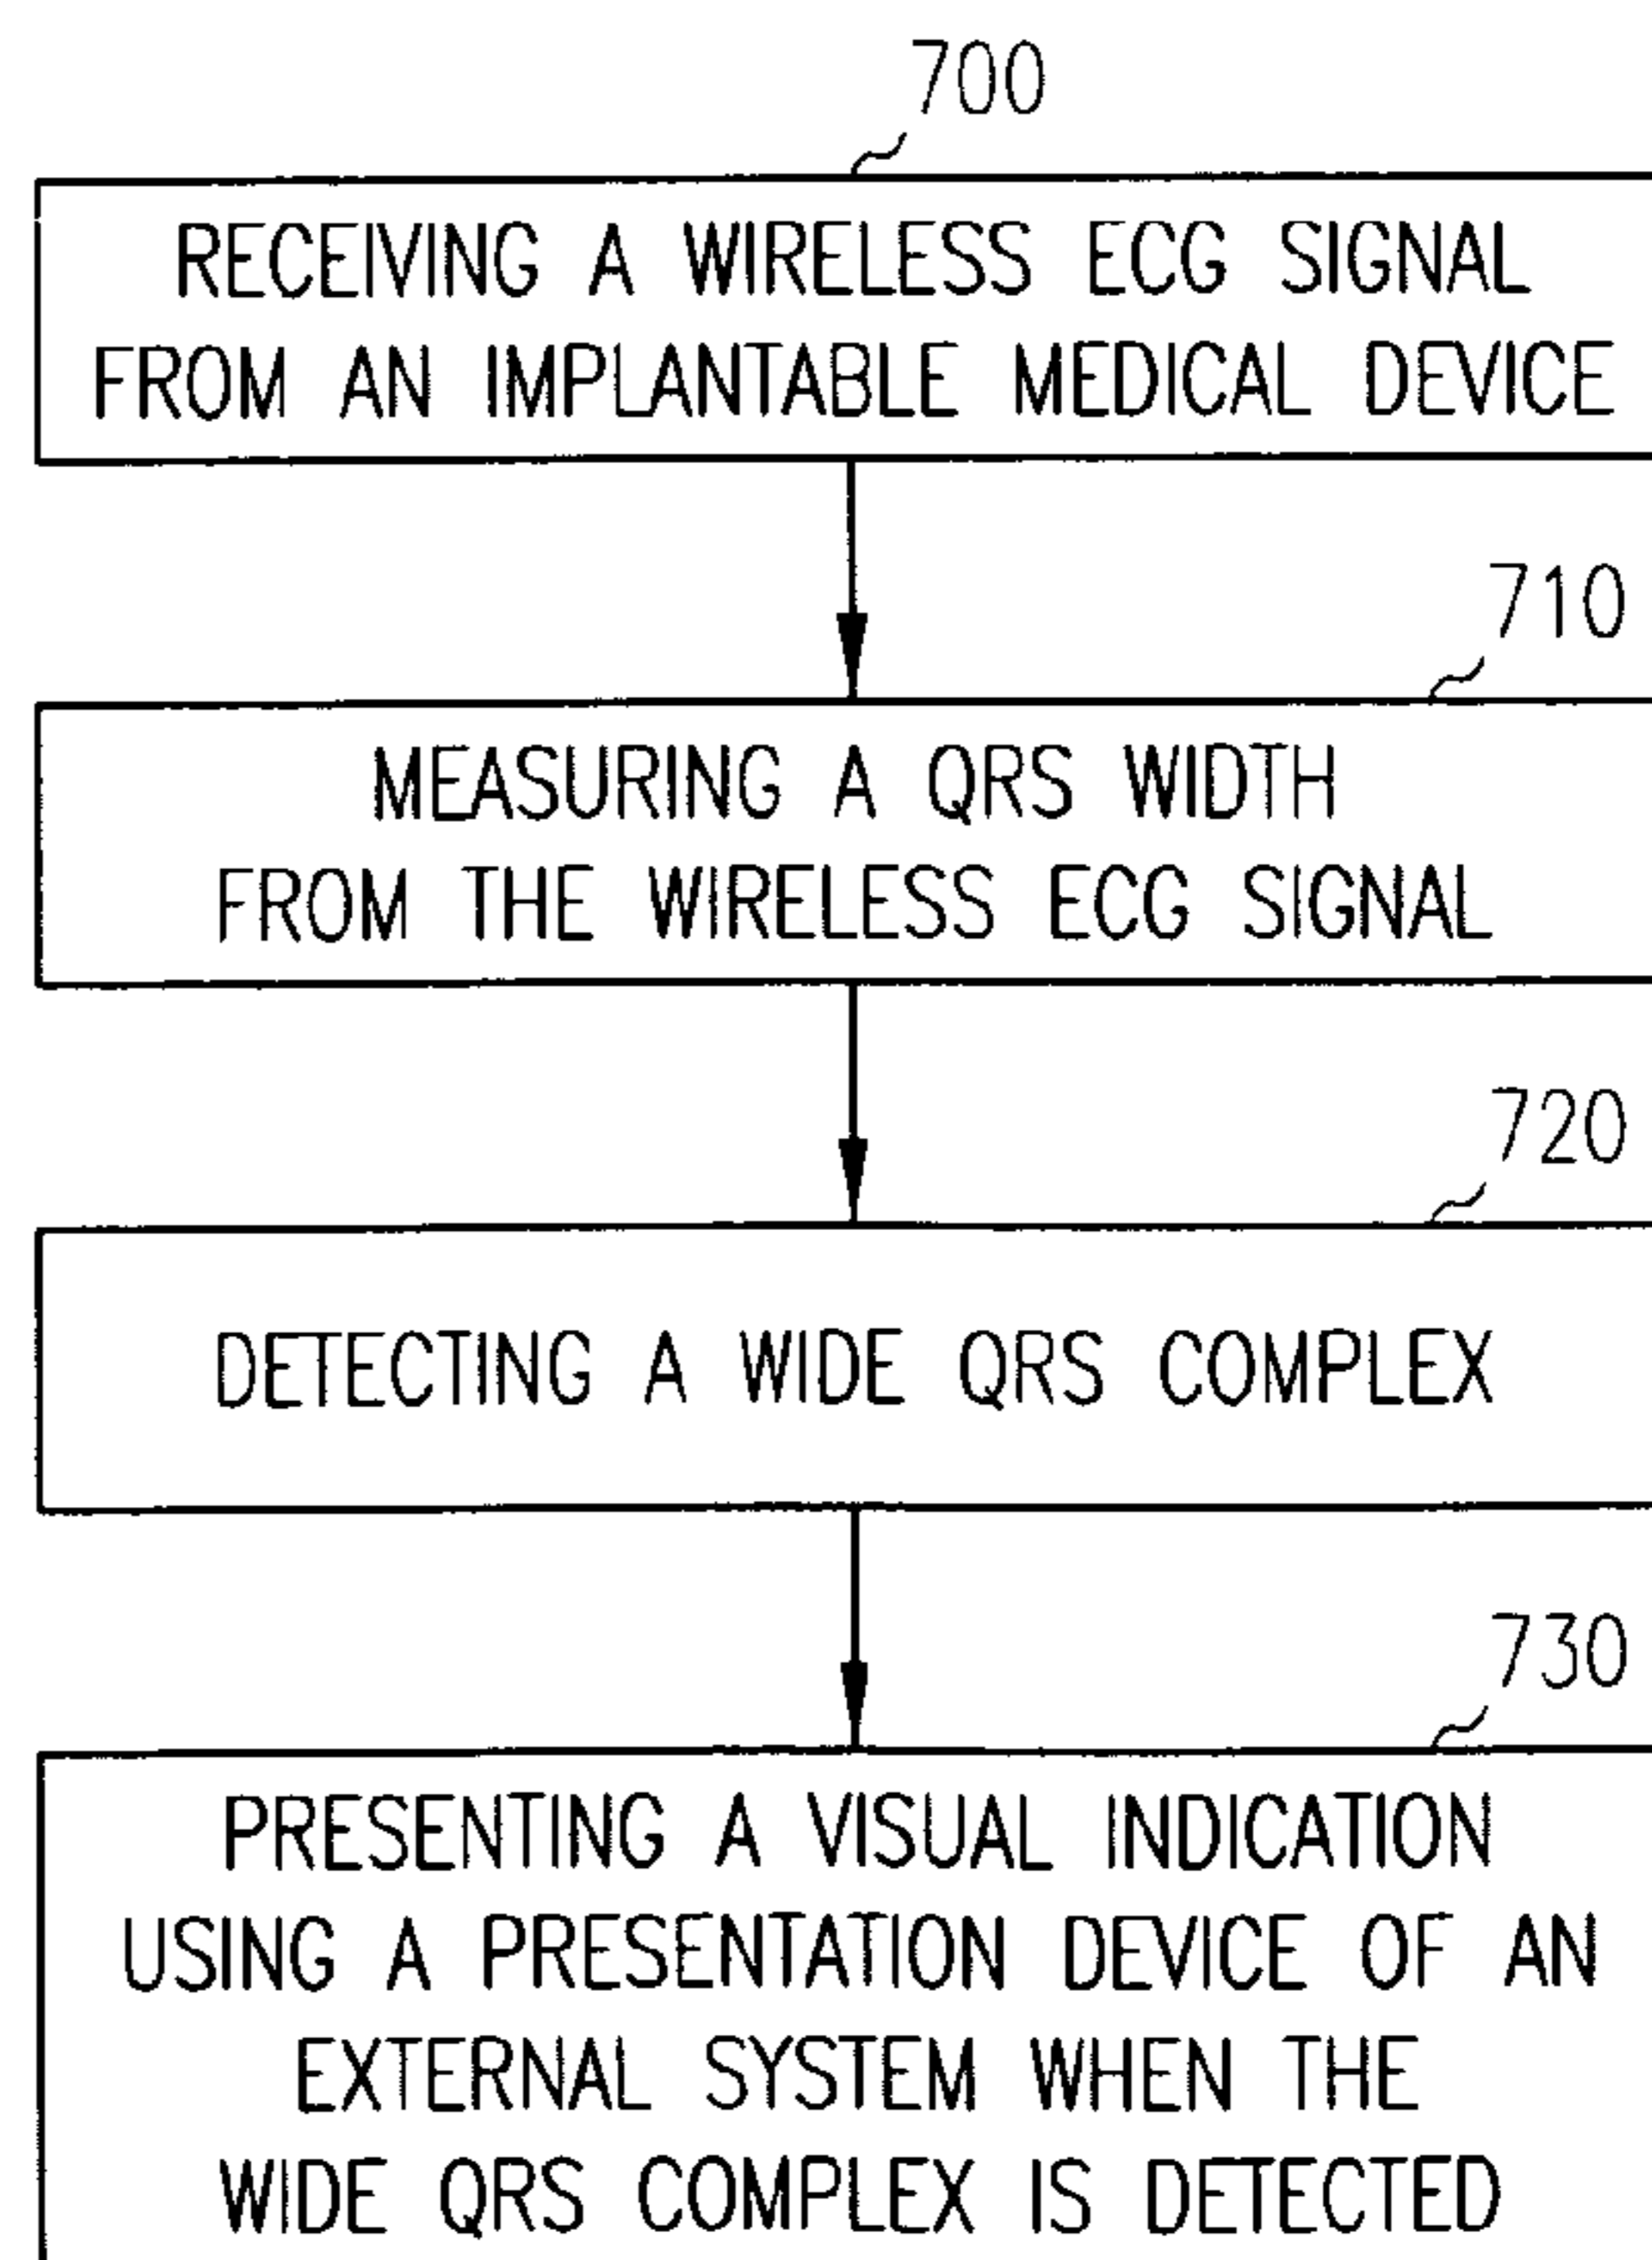 700
RECEIVING A WIRELESS ECG SIGNAL
FROM AN IMPLANTABLE MEDICAL DEVICE
710
MEASURING A QRS WIDTH
FROM THE WIRELESS ECG SIGNAL
720
DETECTING A WIDE QRS COMPLEX
730
PRESENTING A VISUAL INDICATION
USING A PRESENTATION DEVICE OF AN
EXTERNAL SYSTEM WHEN THE
WIDE QRS COMPLEX IS DETECTED